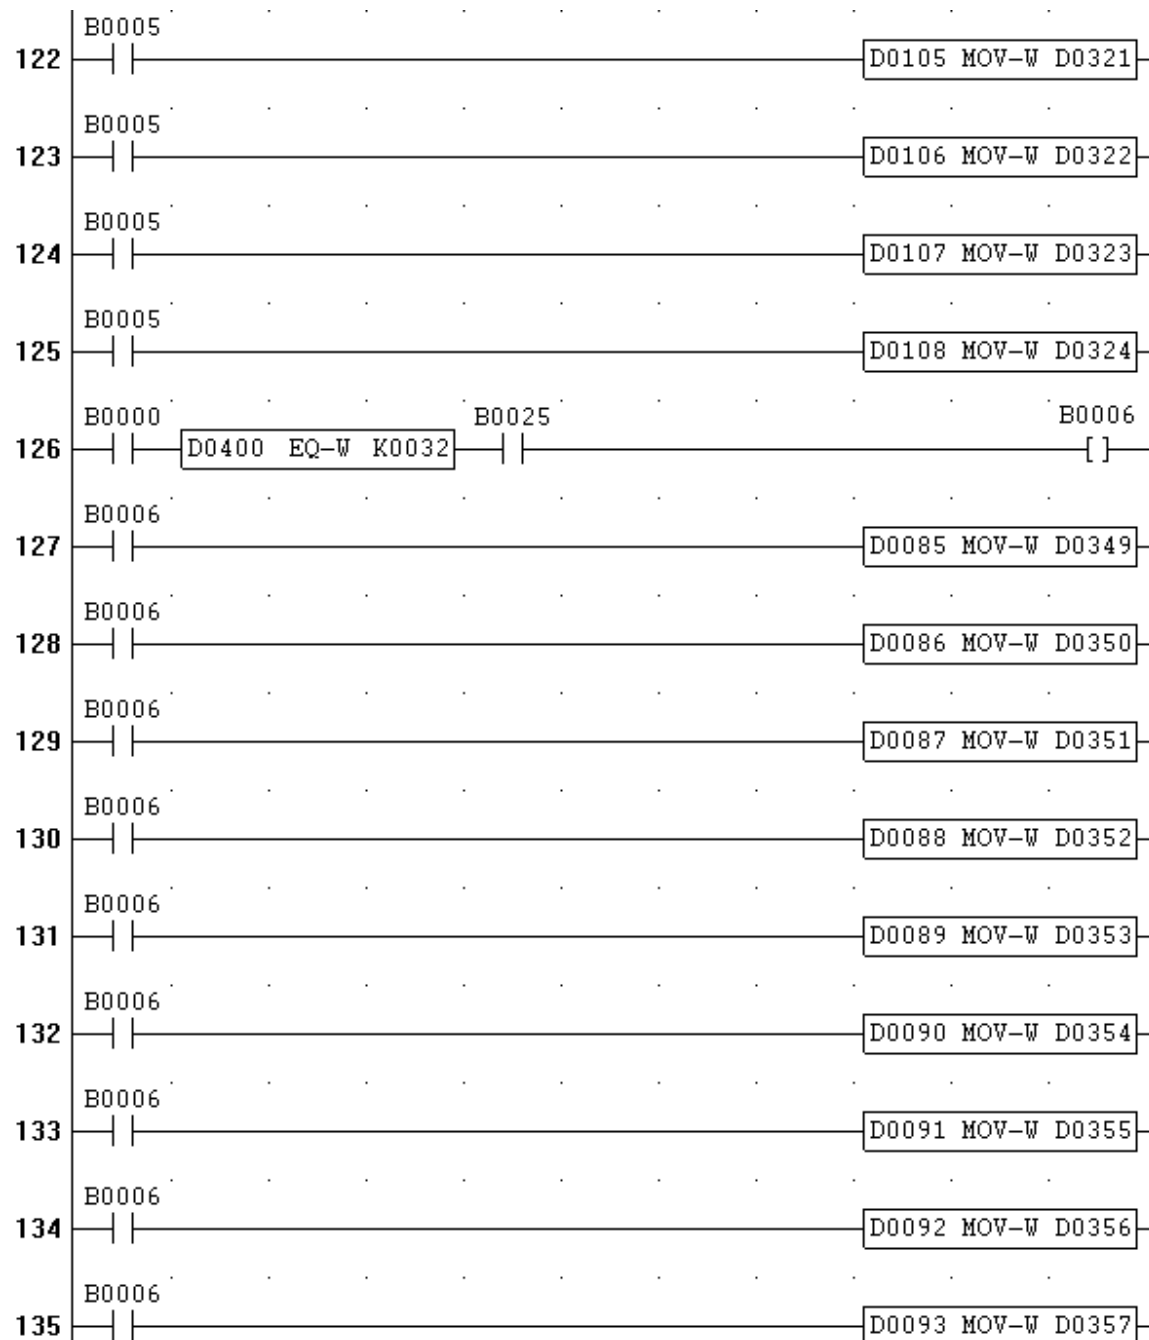 B0005
122 D0105 MOV-W D0321
B0005
123 D0106 MOV-W D0322
B0005
124 D0107 MOV-W D0323
B0005
125 D0108 MOV-W D0324
B0000 B0025 B0006
126 D0400 EQ-W K0032 [ ]
B0006
127 D0085 MOV-W D0349
B0006
128 D0086 MOV-W D0350
B0006
129 D0087 MOV-W D0351
B0006
130 D0088 MOV-W D0352
B0006
131 D0089 MOV-W D0353
B0006
132 D0090 MOV-W D0354
B0006
133 D0091 MOV-W D0355
B0006
134 D0092 MOV-W D0356
B0006
135 D0093 MOV-W D0357